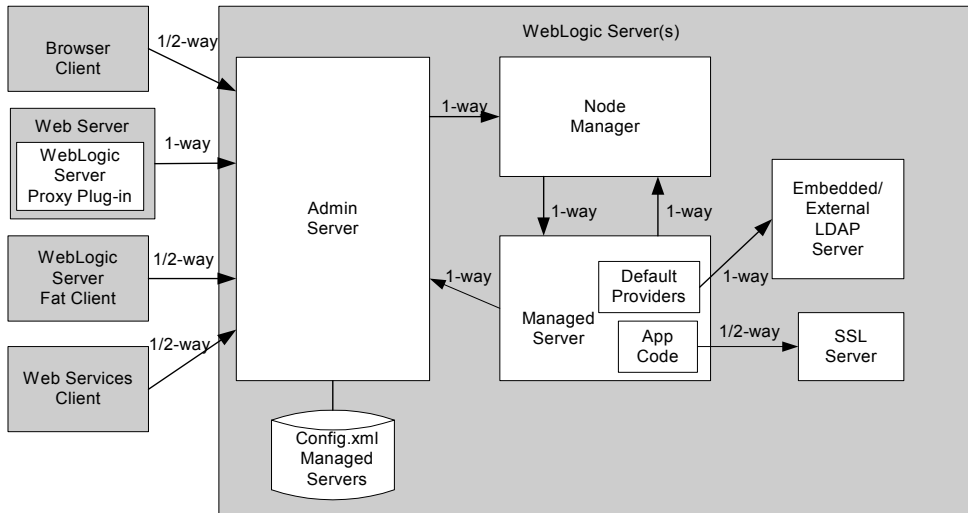 WebLogic Server(s)
Browser
Client
1/2-way
Web Server
WebLogic
Server
Proxy Plug-in
1-way
WebLogic
Server
Fat Client
1/2-way
Web Services
Client
1/2-way
Admin
Server
Config.xml
Managed
Servers
1-way
Node
Manager
1-way
1-way
1-way
Managed
Server
Default
Providers
App
Code
1-way
Embedded/
External
LDAP
Server
1/2-way
SSL
Server